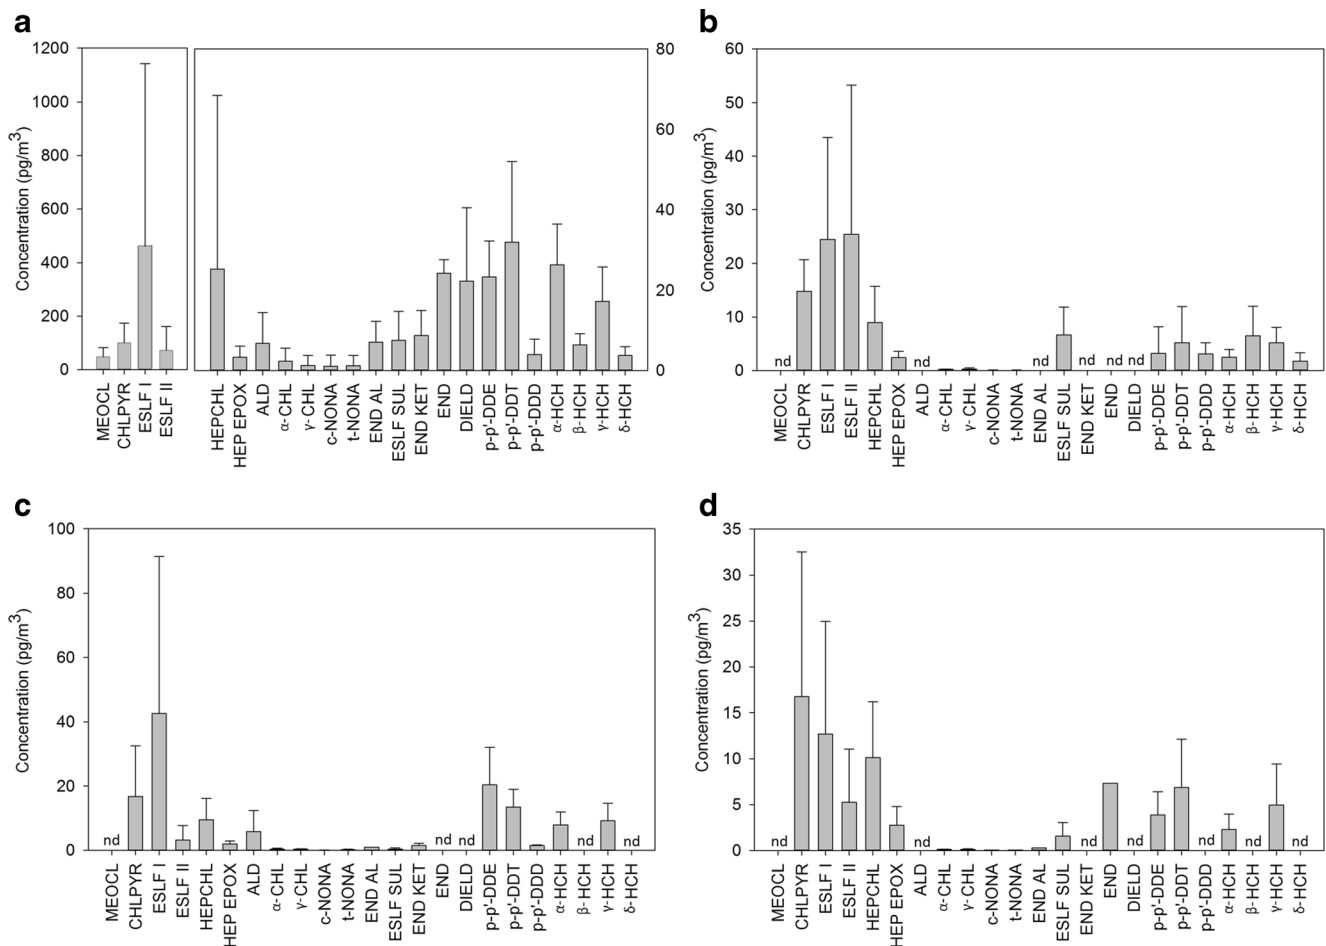 a
Concentration (pg/m3)
1200
1000
800
600
400
200
0
80
60
40
20
0
MEOCL
CHLPYR
ESLF I
ESLF II
HEPCHL
HEP EPOX
ALD
α-CHL
γ- CHL
c-NONA
t-NONA
END AL
ESLF SUL
END KET
END
DIELD
p-p'-DDE
p-p'-DDT
p-p'-DDD
α-HCH
β-HCH
γ-HCH
δ-HCH
b
Concentration (pg/m3)
60
50
40
30
20
10
0
nd
nd
nd
nd
nd
nd
MEOCL
CHLPYR
ESLF I
ESLF II
HEPCHL
HEP EPOX
ALD
α-CHL
γ- CHL
c-NONA
t-NONA
END AL
ESLF SUL
END KET
END
DIELD
p-p'-DDE
p-p'-DDT
p-p'-DDD
α-HCH
β-HCH
γ-HCH
δ-HCH
c
Concentration (pg/m3)
100
80
60
40
20
0
nd
nd
nd
nd
nd
MEOCL
CHLPYR
ESLF I
ESLF II
HEPCHL
HEP EPOX
ALD
α-CHL
γ-CHL
c-NONA
t-NONA
END AL
ESLF SUL
END KET
END
DIELD
p-p'-DDE
p-p'-DDT
p-p'-DDD
α-HCH
β-HCH
γ-HCH
δ-HCH
d
Concentration (pg/m3)
35
30
25
20
15
10
5
0
nd
nd
nd
nd
nd
nd
nd
MEOCL
CHLPYR
ESLF I
ESLF II
HEPCHL
HEP EPOX
ALD
α-CHL
γ- CHL
c-NONA
t-NONA
END AL
ESLF SUL
END KET
END
DIELD
p-p'-DDE
p-p'-DDT
p-p'-DDD
α-HCH
β-HCH
γ-HCH
δ-HCH